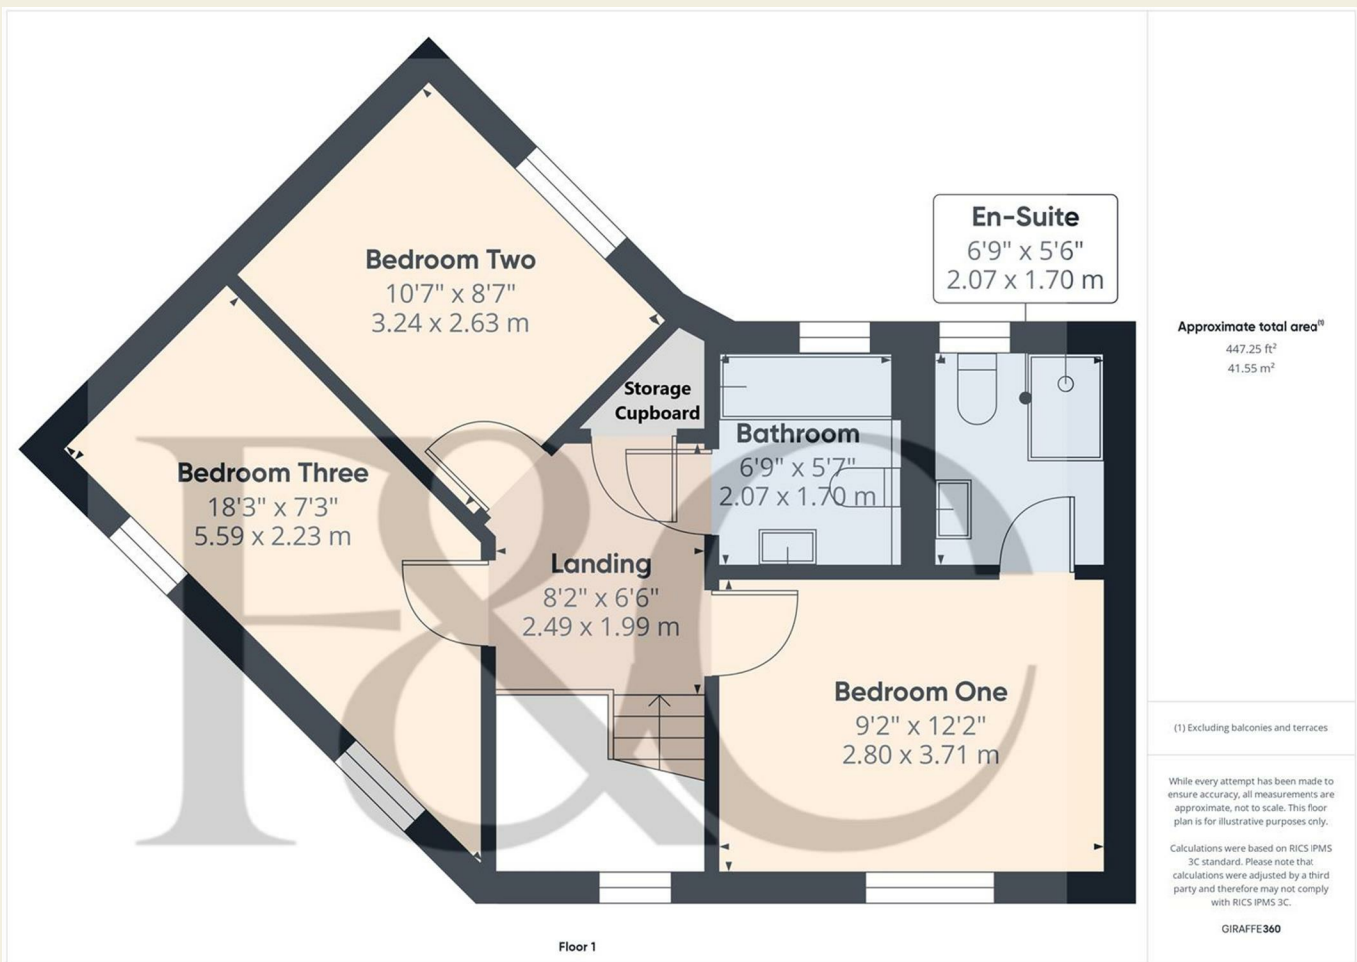 En-Suite
6'9" x 5'6"
2.07 x 1.70 m
Bedroom Two
10'7" x 8'7"
3.24 x 2.63 m
Storage
Cupboard
Bathroom
6'9" x 5'7"
2.07 x 1.70 m
Bedroom Three
18'3" x 7'3"
5.59 x 2.23 m
Landing
8'2" x 6'6"
2.49 x 1.99 m
Bedroom One
9'2" x 12'2"
2.80 x 3.71 m
F&C
Floor 1
Approximate total area(1)
447.25 ft²
41.55 m²
(1) Excluding balconies and terraces
While every attempt has been made to
ensure accuracy, all measurements are
approximate, not to scale. This floor
plan is for illustrative purposes only.
Calculations were based on RICS IPMS
3C standard. Please note that
calculations were adjusted by a third
party and therefore may not comply
with RICS IPMS 3C.
GIRAFFE360